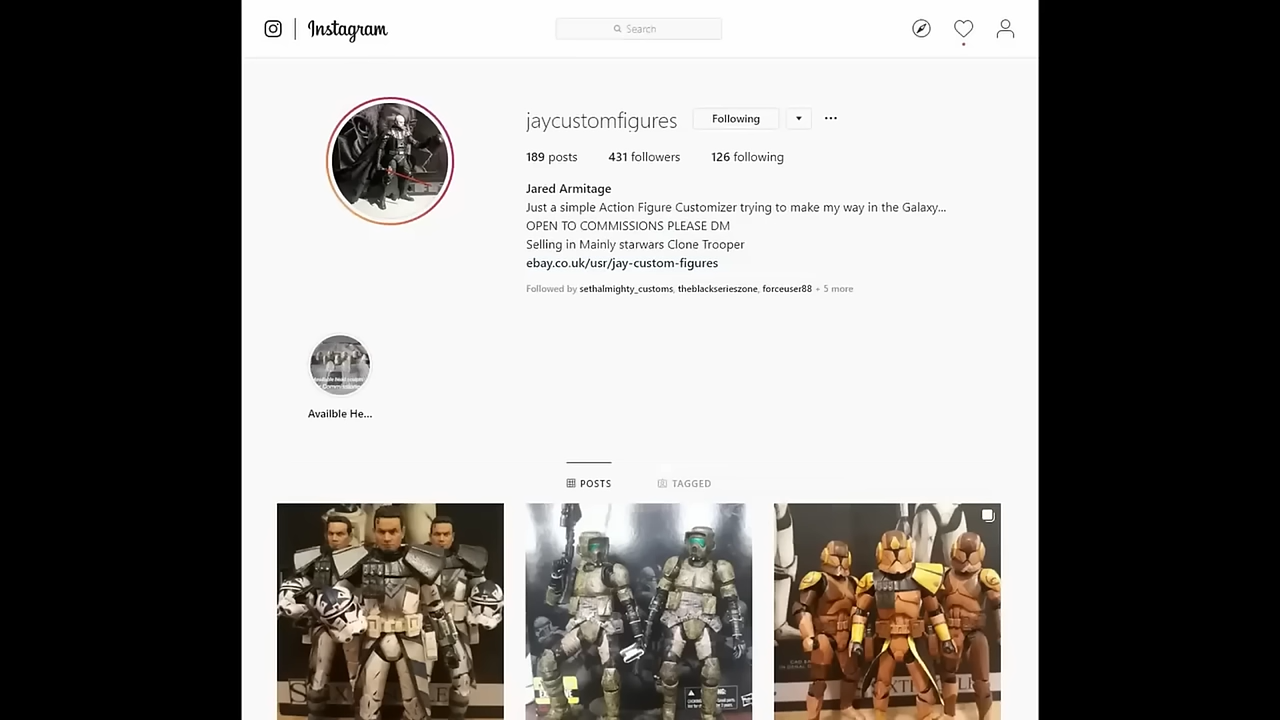 Instagram
Search
jaycustomfigures Following
189 posts 431 followers 126 following
Jared Armitage
Just a simple Action Figure Customizer trying to make my way in the Galaxy...
OPEN TO COMMISSIONS PLEASE DM
Selling in Mainly starwars Clone Trooper
ebay.co.uk/usr/jay-custom-figures
Followed by sethalmighty_customs, theblackserieszone, forceuser88 + 5 more
Availble He...
POSTS TAGGED